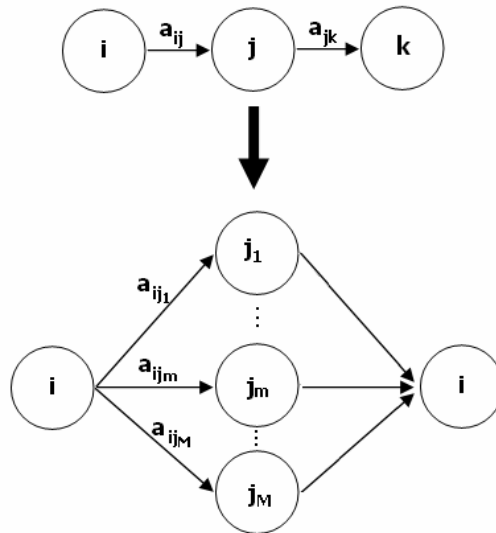 a_ij a_jk
i j k
j_1
a_ij_1
⋮
a_ij_m
i j_m i
⋮
a_ij_M
j_M